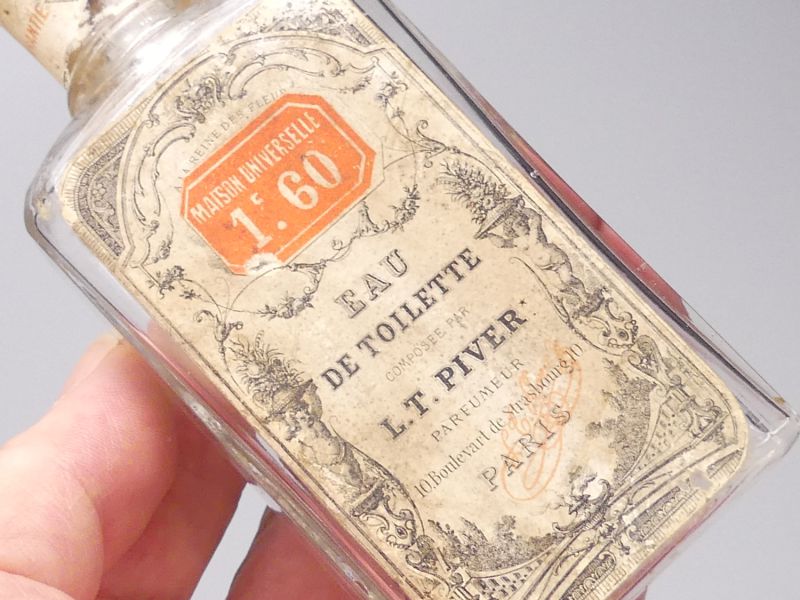 ANTIE
A LA REINE DES FLEURS
MAISON UNIVERSELLE
1F. 60
EAU
DE TOILETTE
COMPOSÉE PAR
L.T. PIVER
PARFUMEUR
10 Boulevart de Strasbourg, 10
PARIS